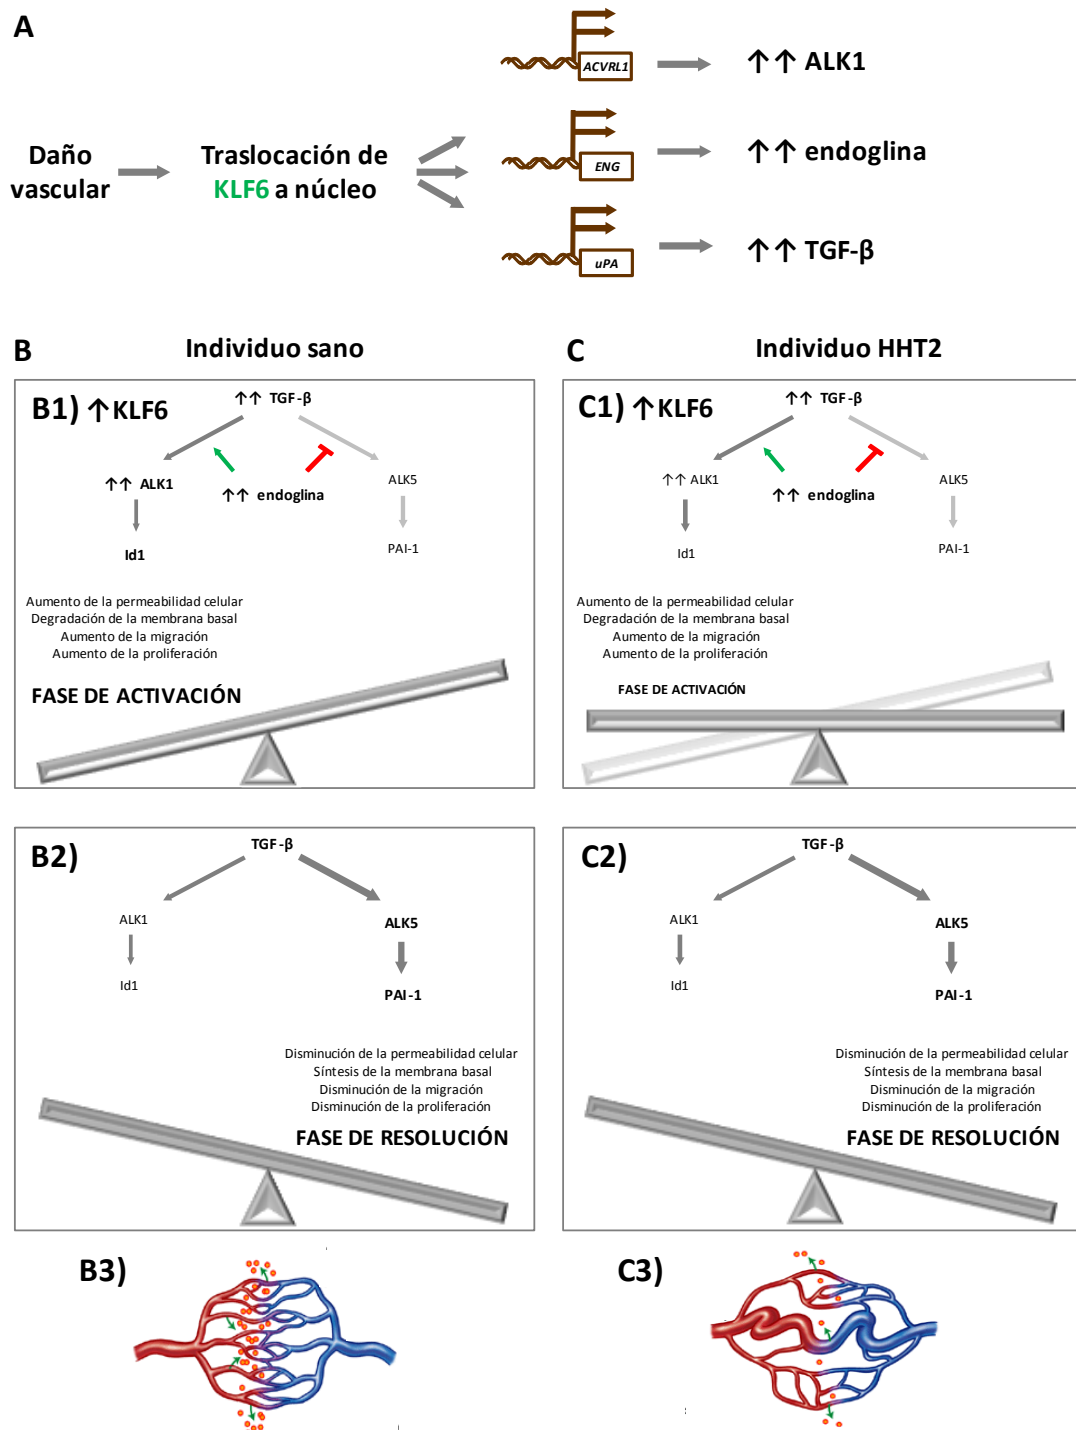 A
ACVRL1
↑↑ ALK1
Daño
vascular
Traslocación de
KLF6 a núcleo
ENG
↑↑ endoglina
uPA
↑↑ TGF-β
B
Individuo sano
B1) ↑KLF6
↑↑ TGF-β
↑↑ ALK1
↑↑ endoglina
ALK5
Id1
PAI-1
Aumento de la permeabilidad celular
Degradación de la membrana basal
Aumento de la migración
Aumento de la proliferación
FASE DE ACTIVACIÓN
C
Individuo HHT2
C1) ↑KLF6
↑↑ TGF-β
↑↑ ALK1
↑↑ endoglina
ALK5
Id1
PAI-1
Aumento de la permeabilidad celular
Degradación de la membrana basal
Aumento de la migración
Aumento de la proliferación
FASE DE ACTIVACIÓN
B2)
TGF-β
ALK1
ALK5
Id1
PAI-1
Disminución de la permeabilidad celular
Síntesis de la membrana basal
Disminución de la migración
Disminución de la proliferación
FASE DE RESOLUCIÓN
C2)
TGF-β
ALK1
ALK5
Id1
PAI-1
Disminución de la permeabilidad celular
Síntesis de la membrana basal
Disminución de la migración
Disminución de la proliferación
FASE DE RESOLUCIÓN
B3)
C3)